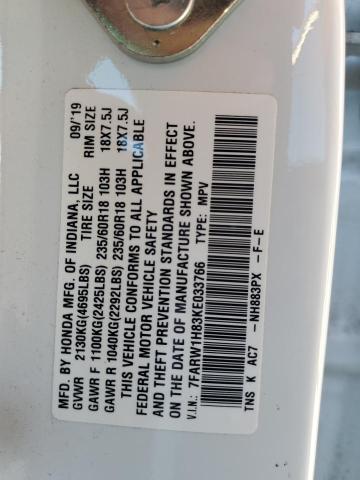 MFD. BY HONDA MFG. OF INDIANA, LLC 09/'19
GVWR 2130KG(4695LBS) TIRE SIZE RIM SIZE
GAWR F 1100KG(2425LBS) 235/60R18 103H 18X7.5J
GAWR R 1040KG(2292LBS) 235/60R18 103H 18X7.5J
THIS VEHICLE CONFORMS TO ALL APPLICABLE
FEDERAL MOTOR VEHICLE SAFETY
AND THEFT PREVENTION STANDARDS IN EFFECT
ON THE DATE OF MANUFACTURE SHOWN ABOVE.
V.I.N.: 7FARW1H83KE033766 TYPE: MPV
TNS K AC7 -NH883PX -F-E